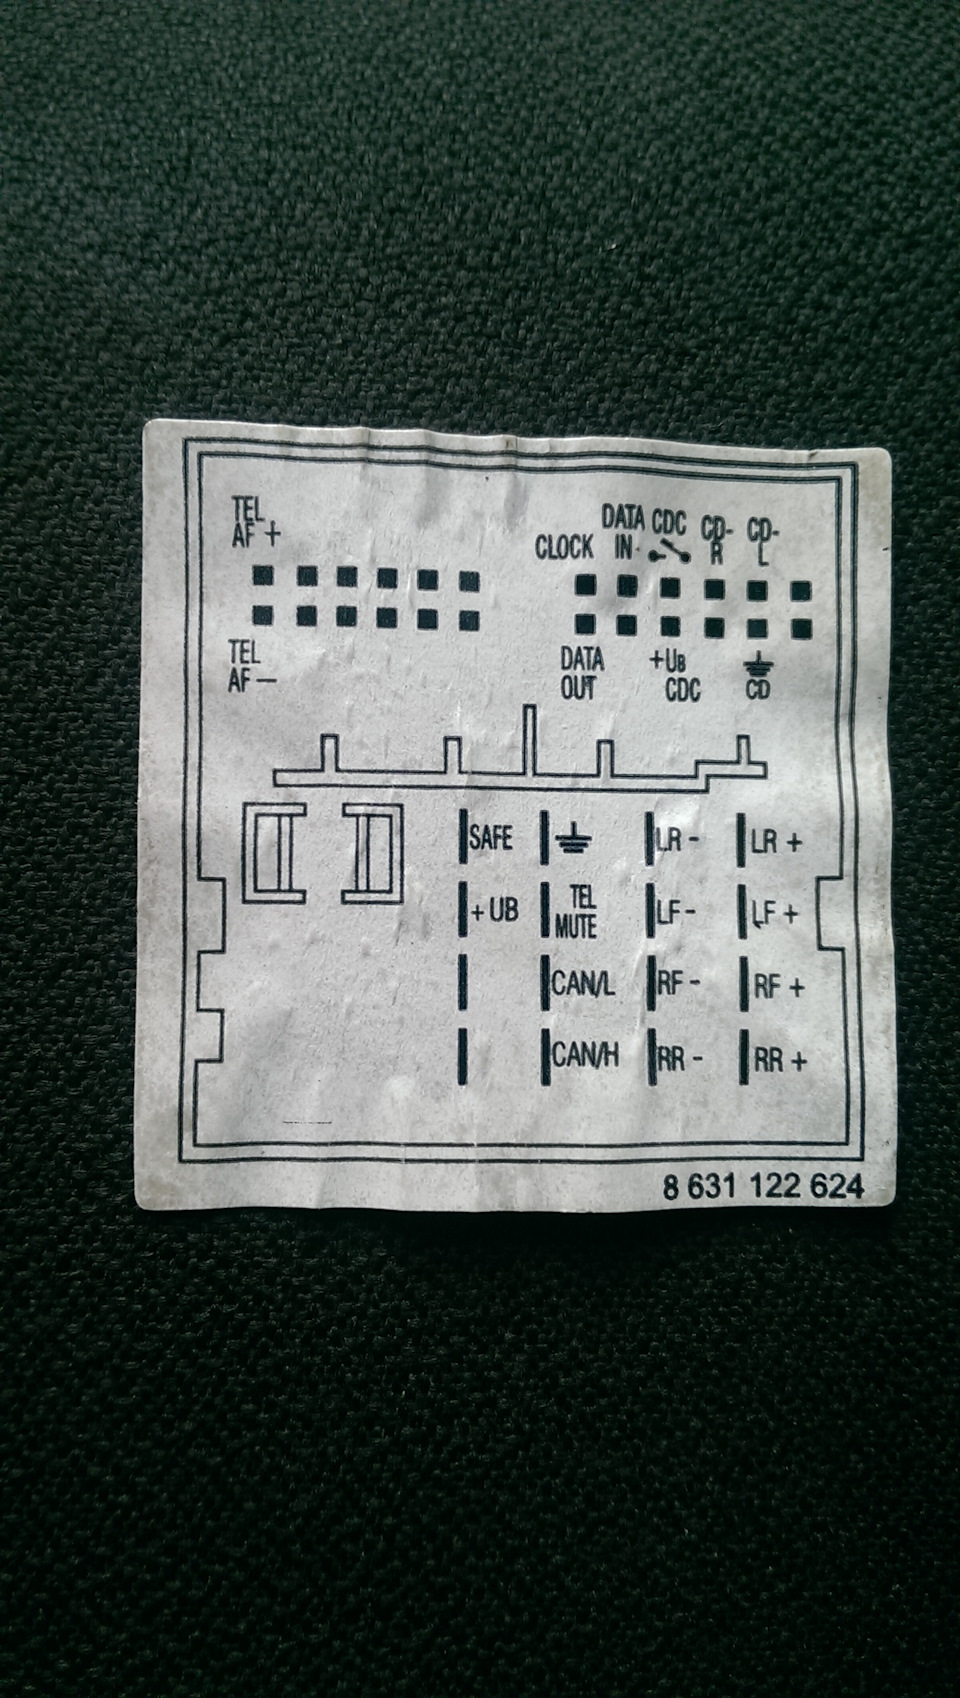 TEL
AF +
CLOCK
DATA
IN
CDC
CD-
R
CD-
L
TEL
AF –
DATA
OUT
+UB
CDC
CD
SAFE
LR -
LR +
+UB
TEL
MUTE
LF-
LF +
CAN/L
RF -
RF +
CAN/H
RR -
RR +
8 631 122 624